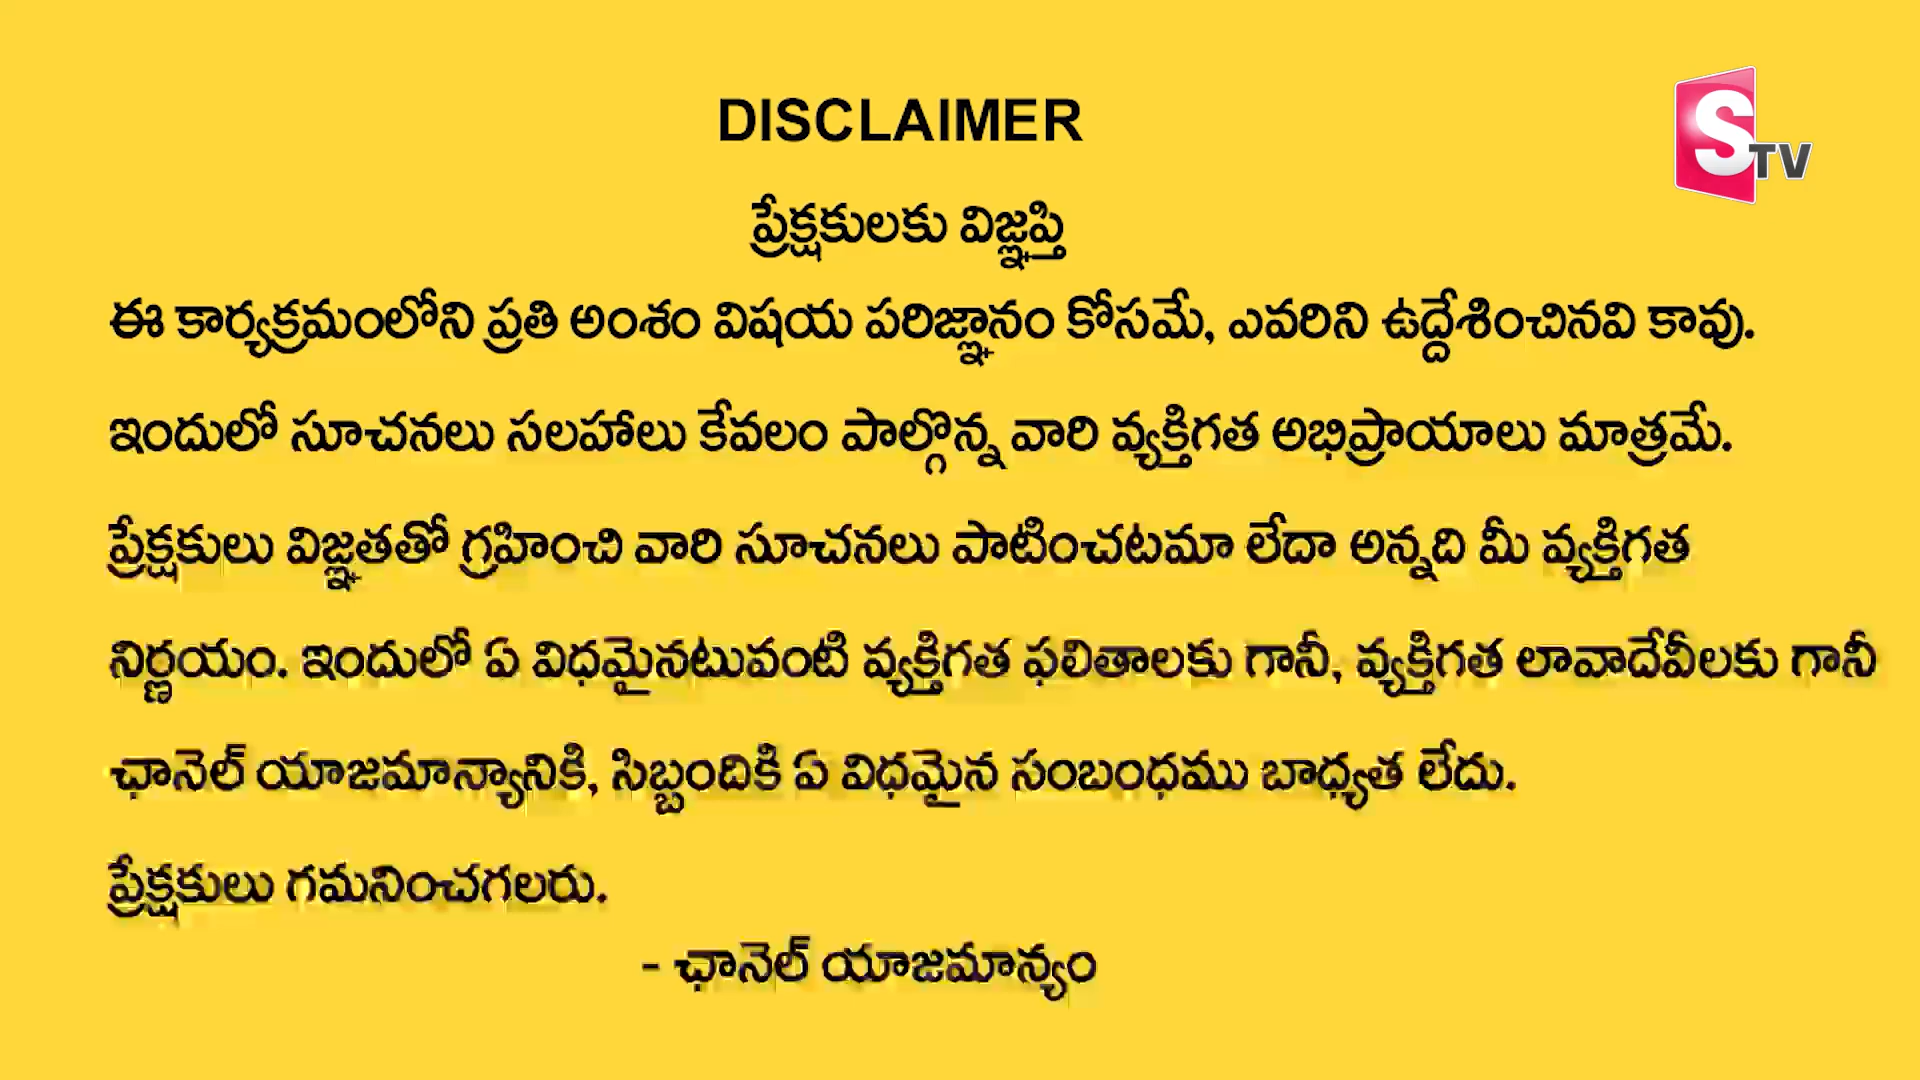 DISCLAIMER
STV
ప్రేక్షకులకు విజ్ఞప్తి
ఈ కార్యక్రమంలోని ప్రతి అంశం విషయ పరిజ్ఞానం కోసమే, ఎవరిని ఉద్దేశించినవి కావు.
ఇందులో సూచనలు సలహాలు కేవలం పాల్గొన్న వారి వ్యక్తిగత అభిప్రాయాలు మాత్రమే.
ప్రేక్షకులు విజ్ఞతతో గ్రహించి వారి సూచనలు పాటించటమా లేదా అన్నది మీ వ్యక్తిగత
నిర్ణయం. ఇందులో ఏ విధమైనటువంటి వ్యక్తిగత ఫలితాలకు గానీ, వ్యక్తిగత లావాదేవీలకు గానీ
ఛానెల్ యాజమాన్యానికి, సిబ్బందికి ఏ విధమైన సంబంధము బాధ్యత లేదు.
ప్రేక్షకులు గమనించగలరు.
- ఛానెల్ యాజమాన్యం